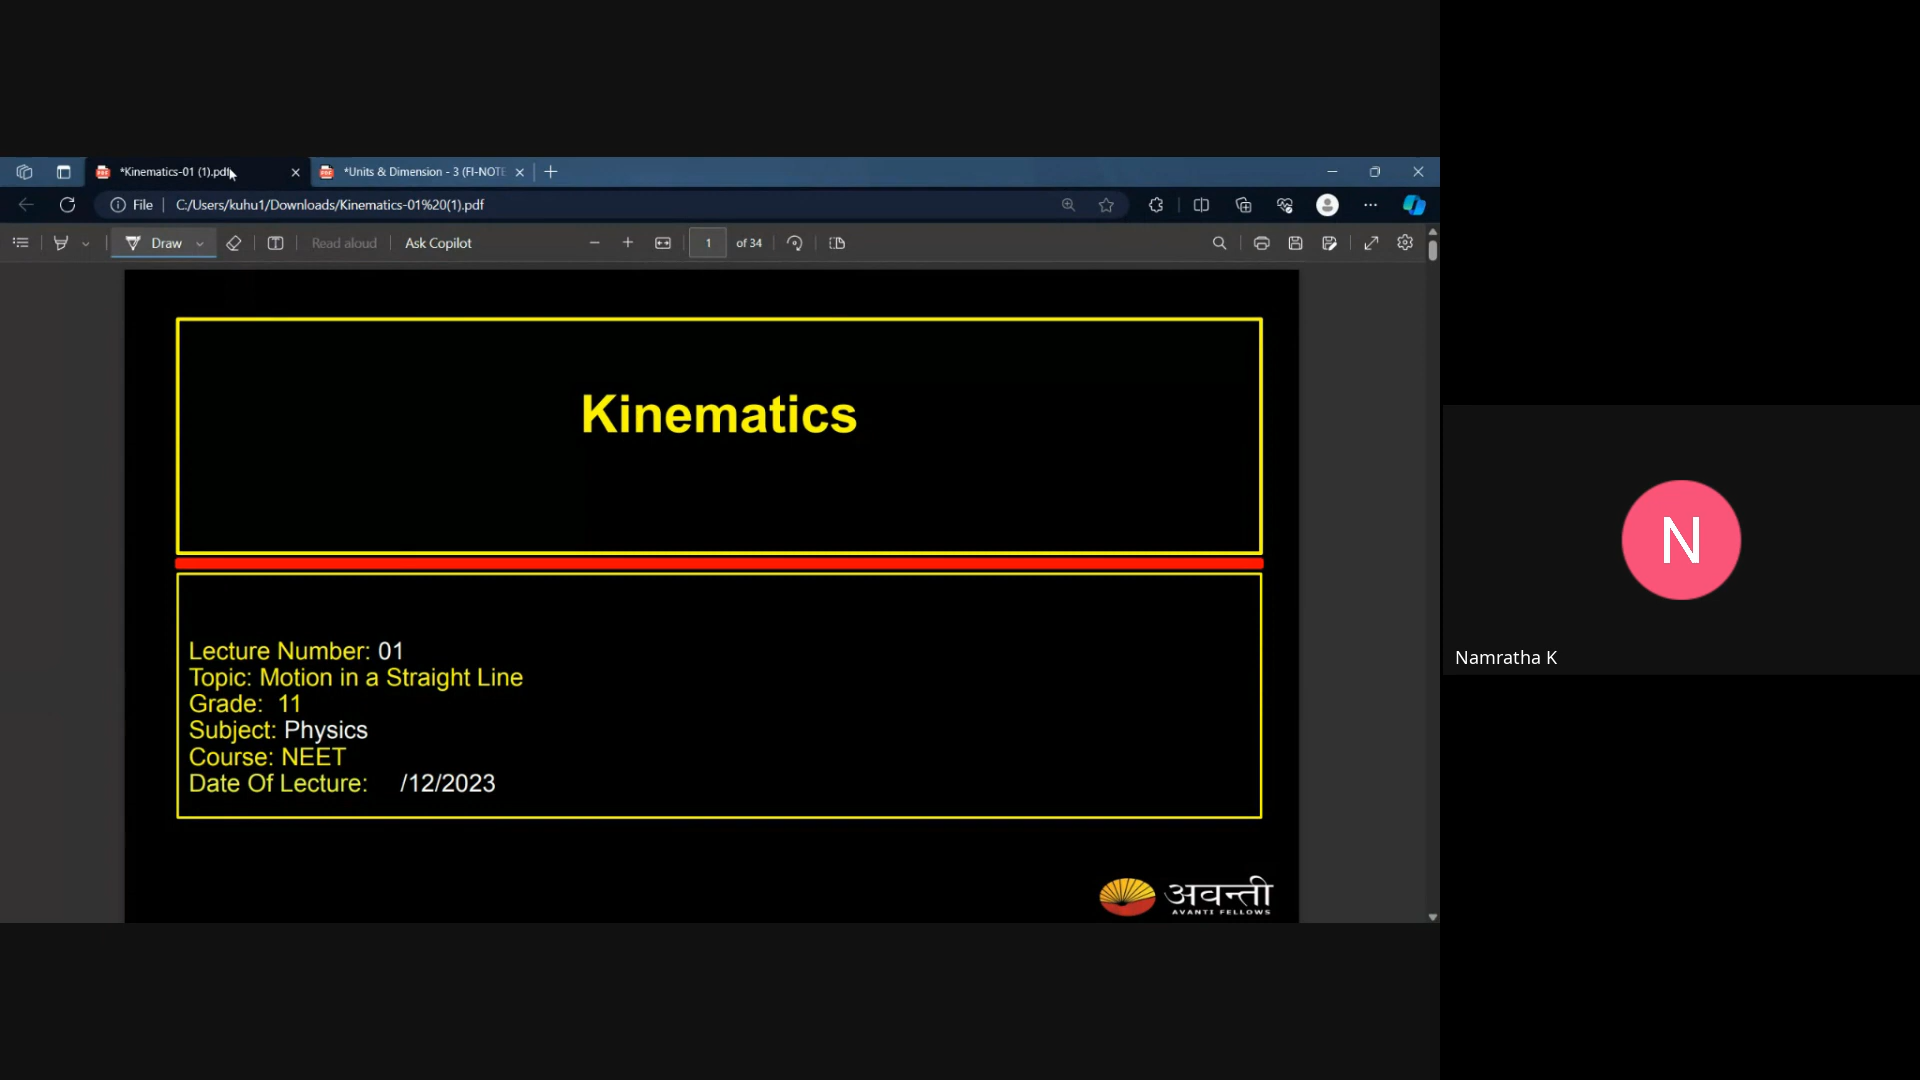 *Kinematics-01 (1).pdf
*Units & Dimension - 3 (FI-NOTE
File
C:/Users/kuhu1/Downloads/Kinematics-01%20(1).pdf
Draw
Read aloud
Ask Copilot
1
of 34
Kinematics
Lecture Number: 01
Topic: Motion in a Straight Line
Grade: 11
Subject: Physics
Course: NEET
Date Of Lecture: /12/2023
अवन्ती
AVANTI FELLOWS
N
Namratha K